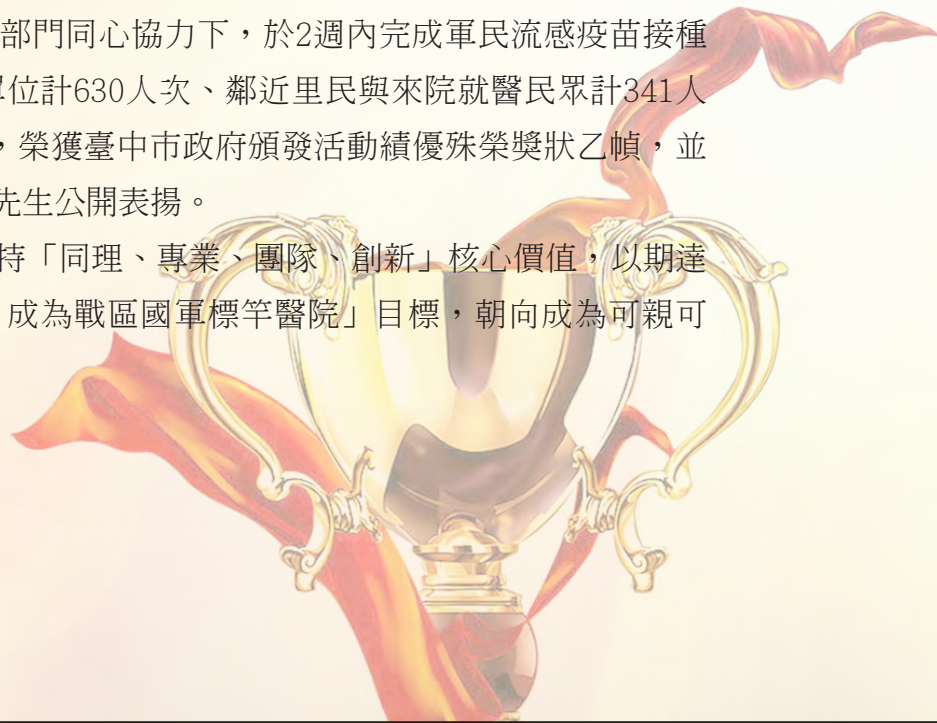 部門同心協力下，於2週內完成軍民流感疫苗接種
單位計630人次、鄰近里民與來院就醫民眾計341人
，榮獲臺中市政府頒發活動績優殊榮獎狀乙幀，並
先生公開表揚。
持「同理、專業、團隊、創新」核心價值，以期達
成為戰區國軍標竿醫院」目標，朝向成為可親可